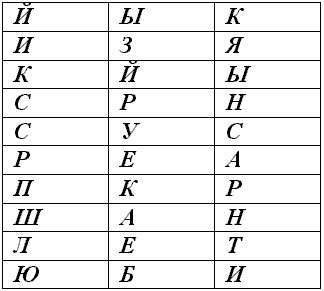 Й Ы К
И З Я
К Й Ы
С Р Н
С У С
Р Е А
П К Р
Ш А Н
Л Е Т
Ю Б И